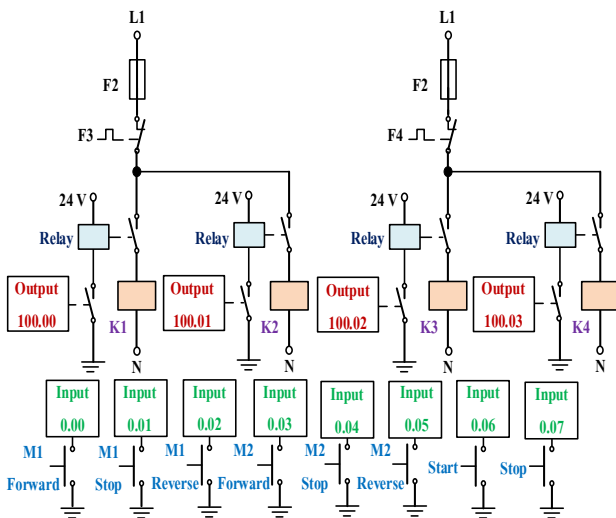 L1
L1
F2
F2
F3
F4
24 V
24 V
24 V
24 V
Relay
Relay
Relay
Relay
Output
100.00
Output
100.01
Output
100.02
Output
100.03
K1
K2
K3
K4
N
N
N
N
Input
0.00
Input
0.01
Input
0.02
Input
0.03
Input
0.04
Input
0.05
Input
0.06
Input
0.07
M1
Forward
M1
Stop
M1
Reverse
M2
Forward
M2
Stop
M2
Reverse
Start
Stop